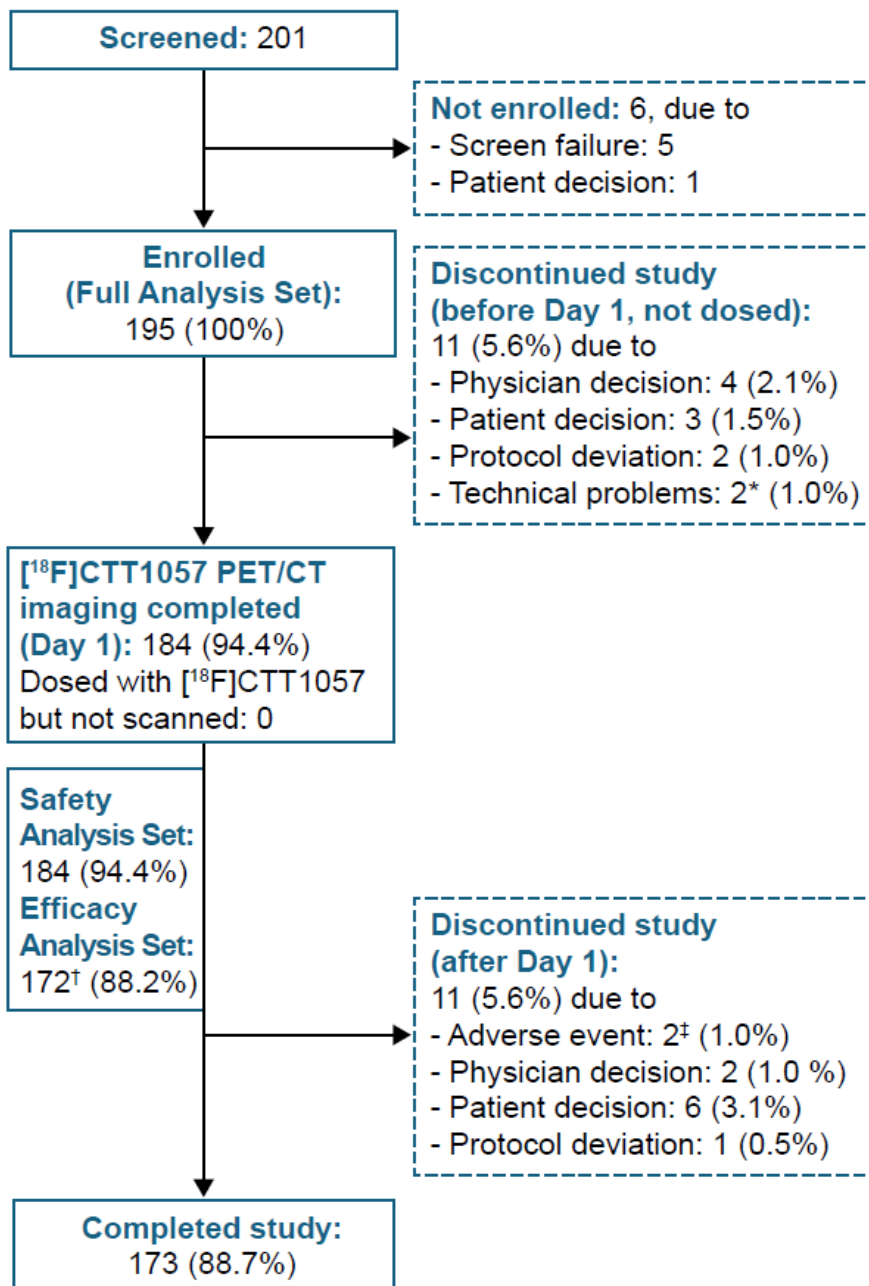 Screened: 201
Not enrolled: 6, due to
- Screen failure: 5
- Patient decision: 1
Enrolled
(Full Analysis Set):
195 (100%)
Discontinued study
(before Day 1, not dosed):
11 (5.6%) due to
- Physician decision: 4 (2.1%)
- Patient decision: 3 (1.5%)
- Protocol deviation: 2 (1.0%)
- Technical problems: 2* (1.0%)
[¹⁸F]CTT1057 PET/CT
imaging completed
(Day 1): 184 (94.4%)
Dosed with [¹⁸F]CTT1057
but not scanned: 0
Safety
Analysis Set:
184 (94.4%)
Efficacy
Analysis Set:
172† (88.2%)
Discontinued study
(after Day 1):
11 (5.6%) due to
- Adverse event: 2‡ (1.0%)
- Physician decision: 2 (1.0 %)
- Patient decision: 6 (3.1%)
- Protocol deviation: 1 (0.5%)
Completed study:
173 (88.7%)